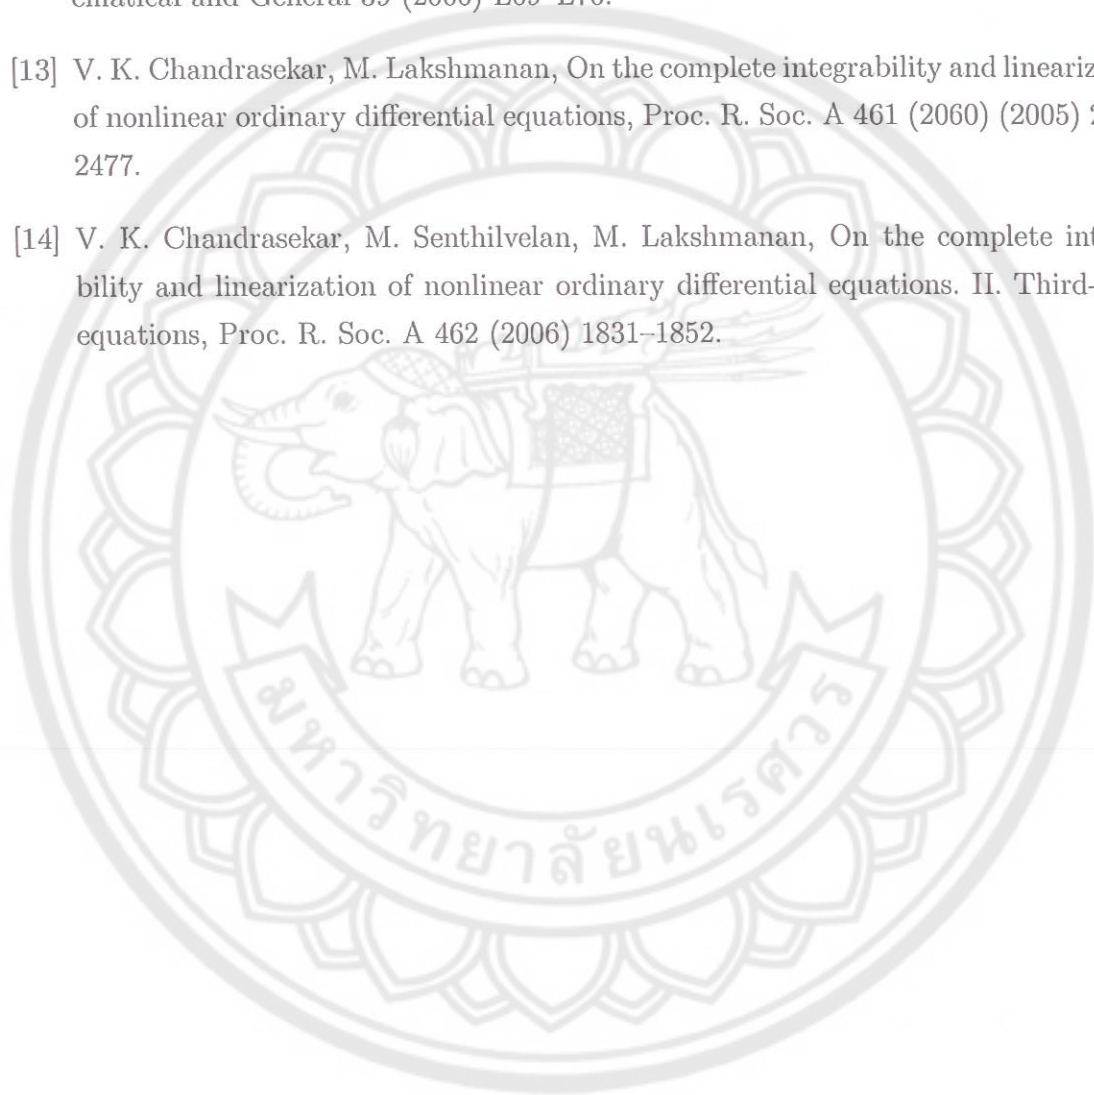 ematical and General 39 (2006) L69–L76.
[13] V. K. Chandrasekar, M. Lakshmanan, On the complete integrability and
of nonlinear ordinary differential equations, Proc. R. Soc. A 461 (2060) (2005)
2477.
[14] V. K. Chandrasekar, M. Senthilvelan, M. Lakshmanan, On the complete
bility and linearization of nonlinear ordinary differential equations. II. Third-
equations, Proc. R. Soc. A 462 (2006) 1831–1852.
มหาวิทยาลัยนเรศวร